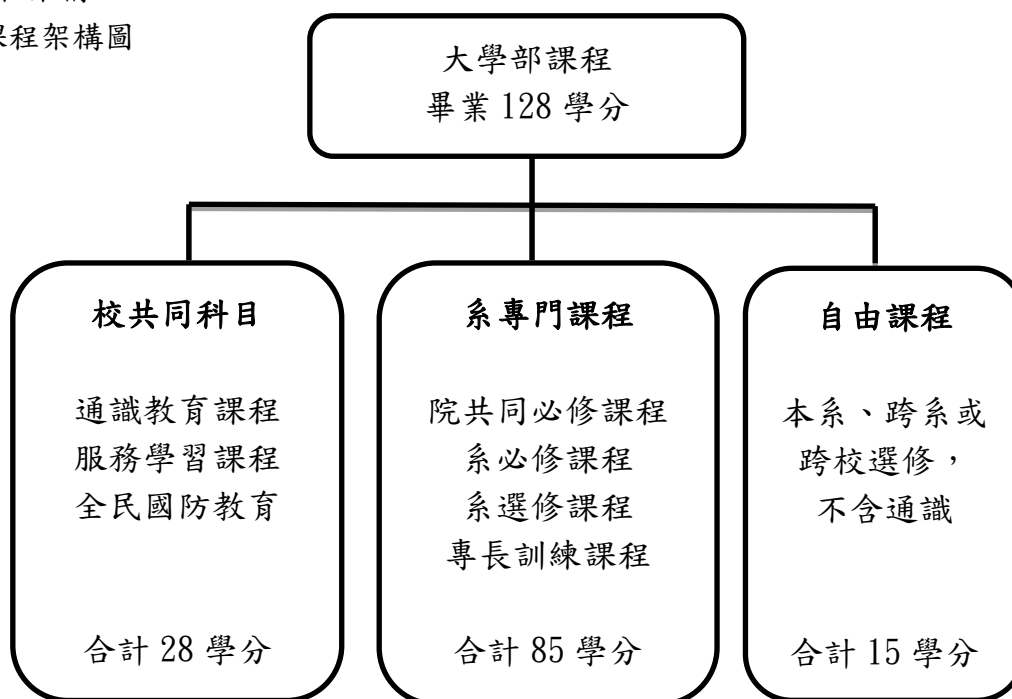 課程架構圖
大學部課程
畢業 128 學分
校共同科目
通識教育課程
服務學習課程
全民國防教育
合計 28 學分
系專門課程
院共同必修課程
系必修課程
系選修課程
專長訓練課程
合計 85 學分
自由課程
本系、跨系或
跨校選修，
不含通識
合計 15 學分